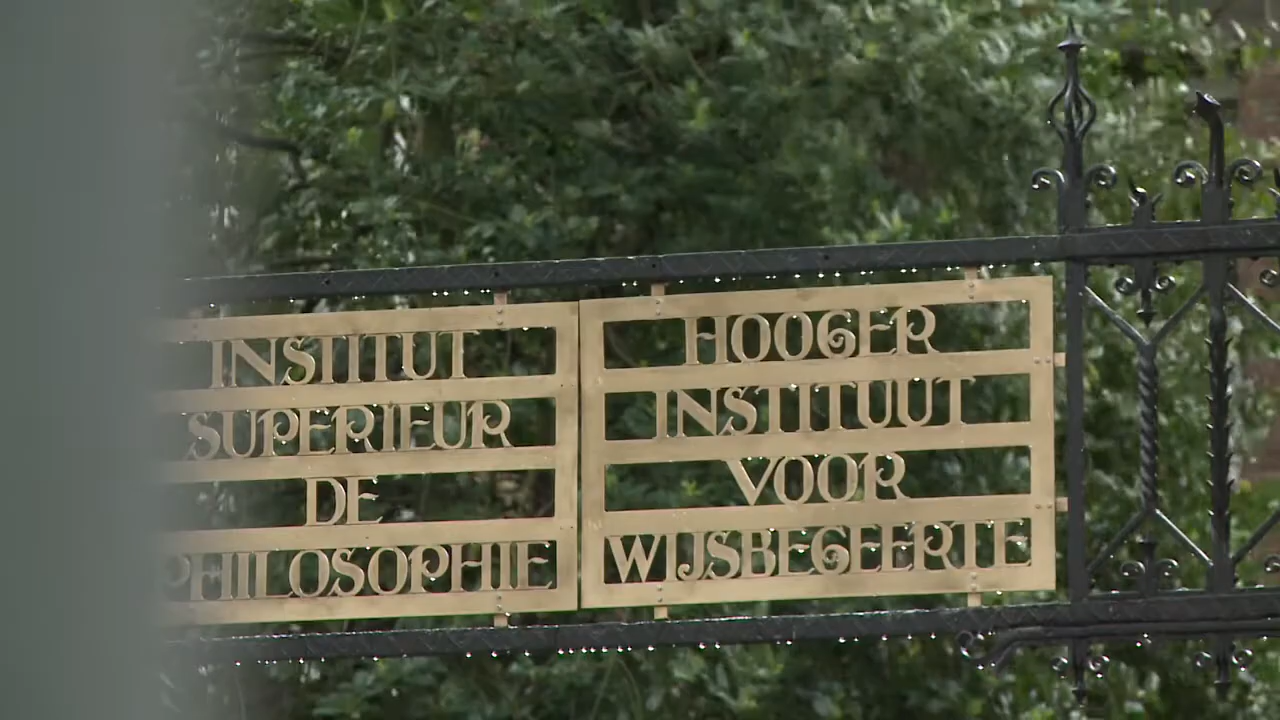 INSTITUT
SUPERIEUR
DE
PHILOSOPHIE
HOOGER
INSTITUUT
VOOR
WIJSBEGEERTE